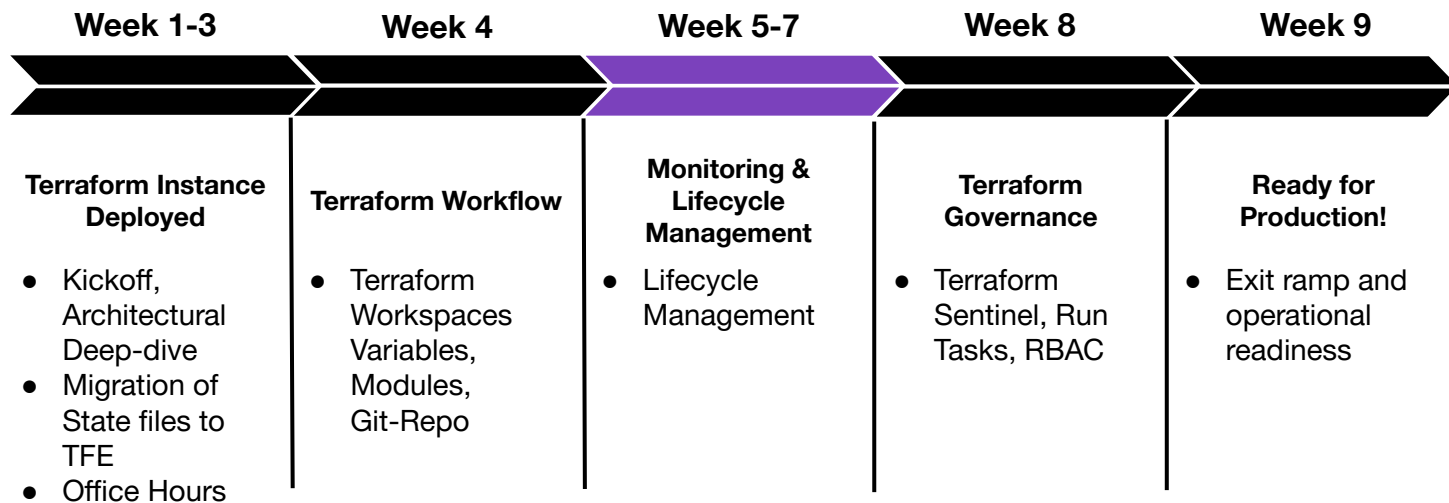 Week 1-3
Week 4
Week 5-7
Week 8
Week 9
Terraform Instance
Deployed
● Kickoff,
Architectural
Deep-dive
● Migration of
State files to
TFE
● Office Hours
Terraform Workflow
● Terraform
Workspaces
Variables,
Modules,
Git-Repo
Monitoring &
Lifecycle
Management
● Lifecycle
Management
Terraform
Governance
● Terraform
Sentinel, Run
Tasks, RBAC
Ready for
Production!
● Exit ramp and
operational
readiness